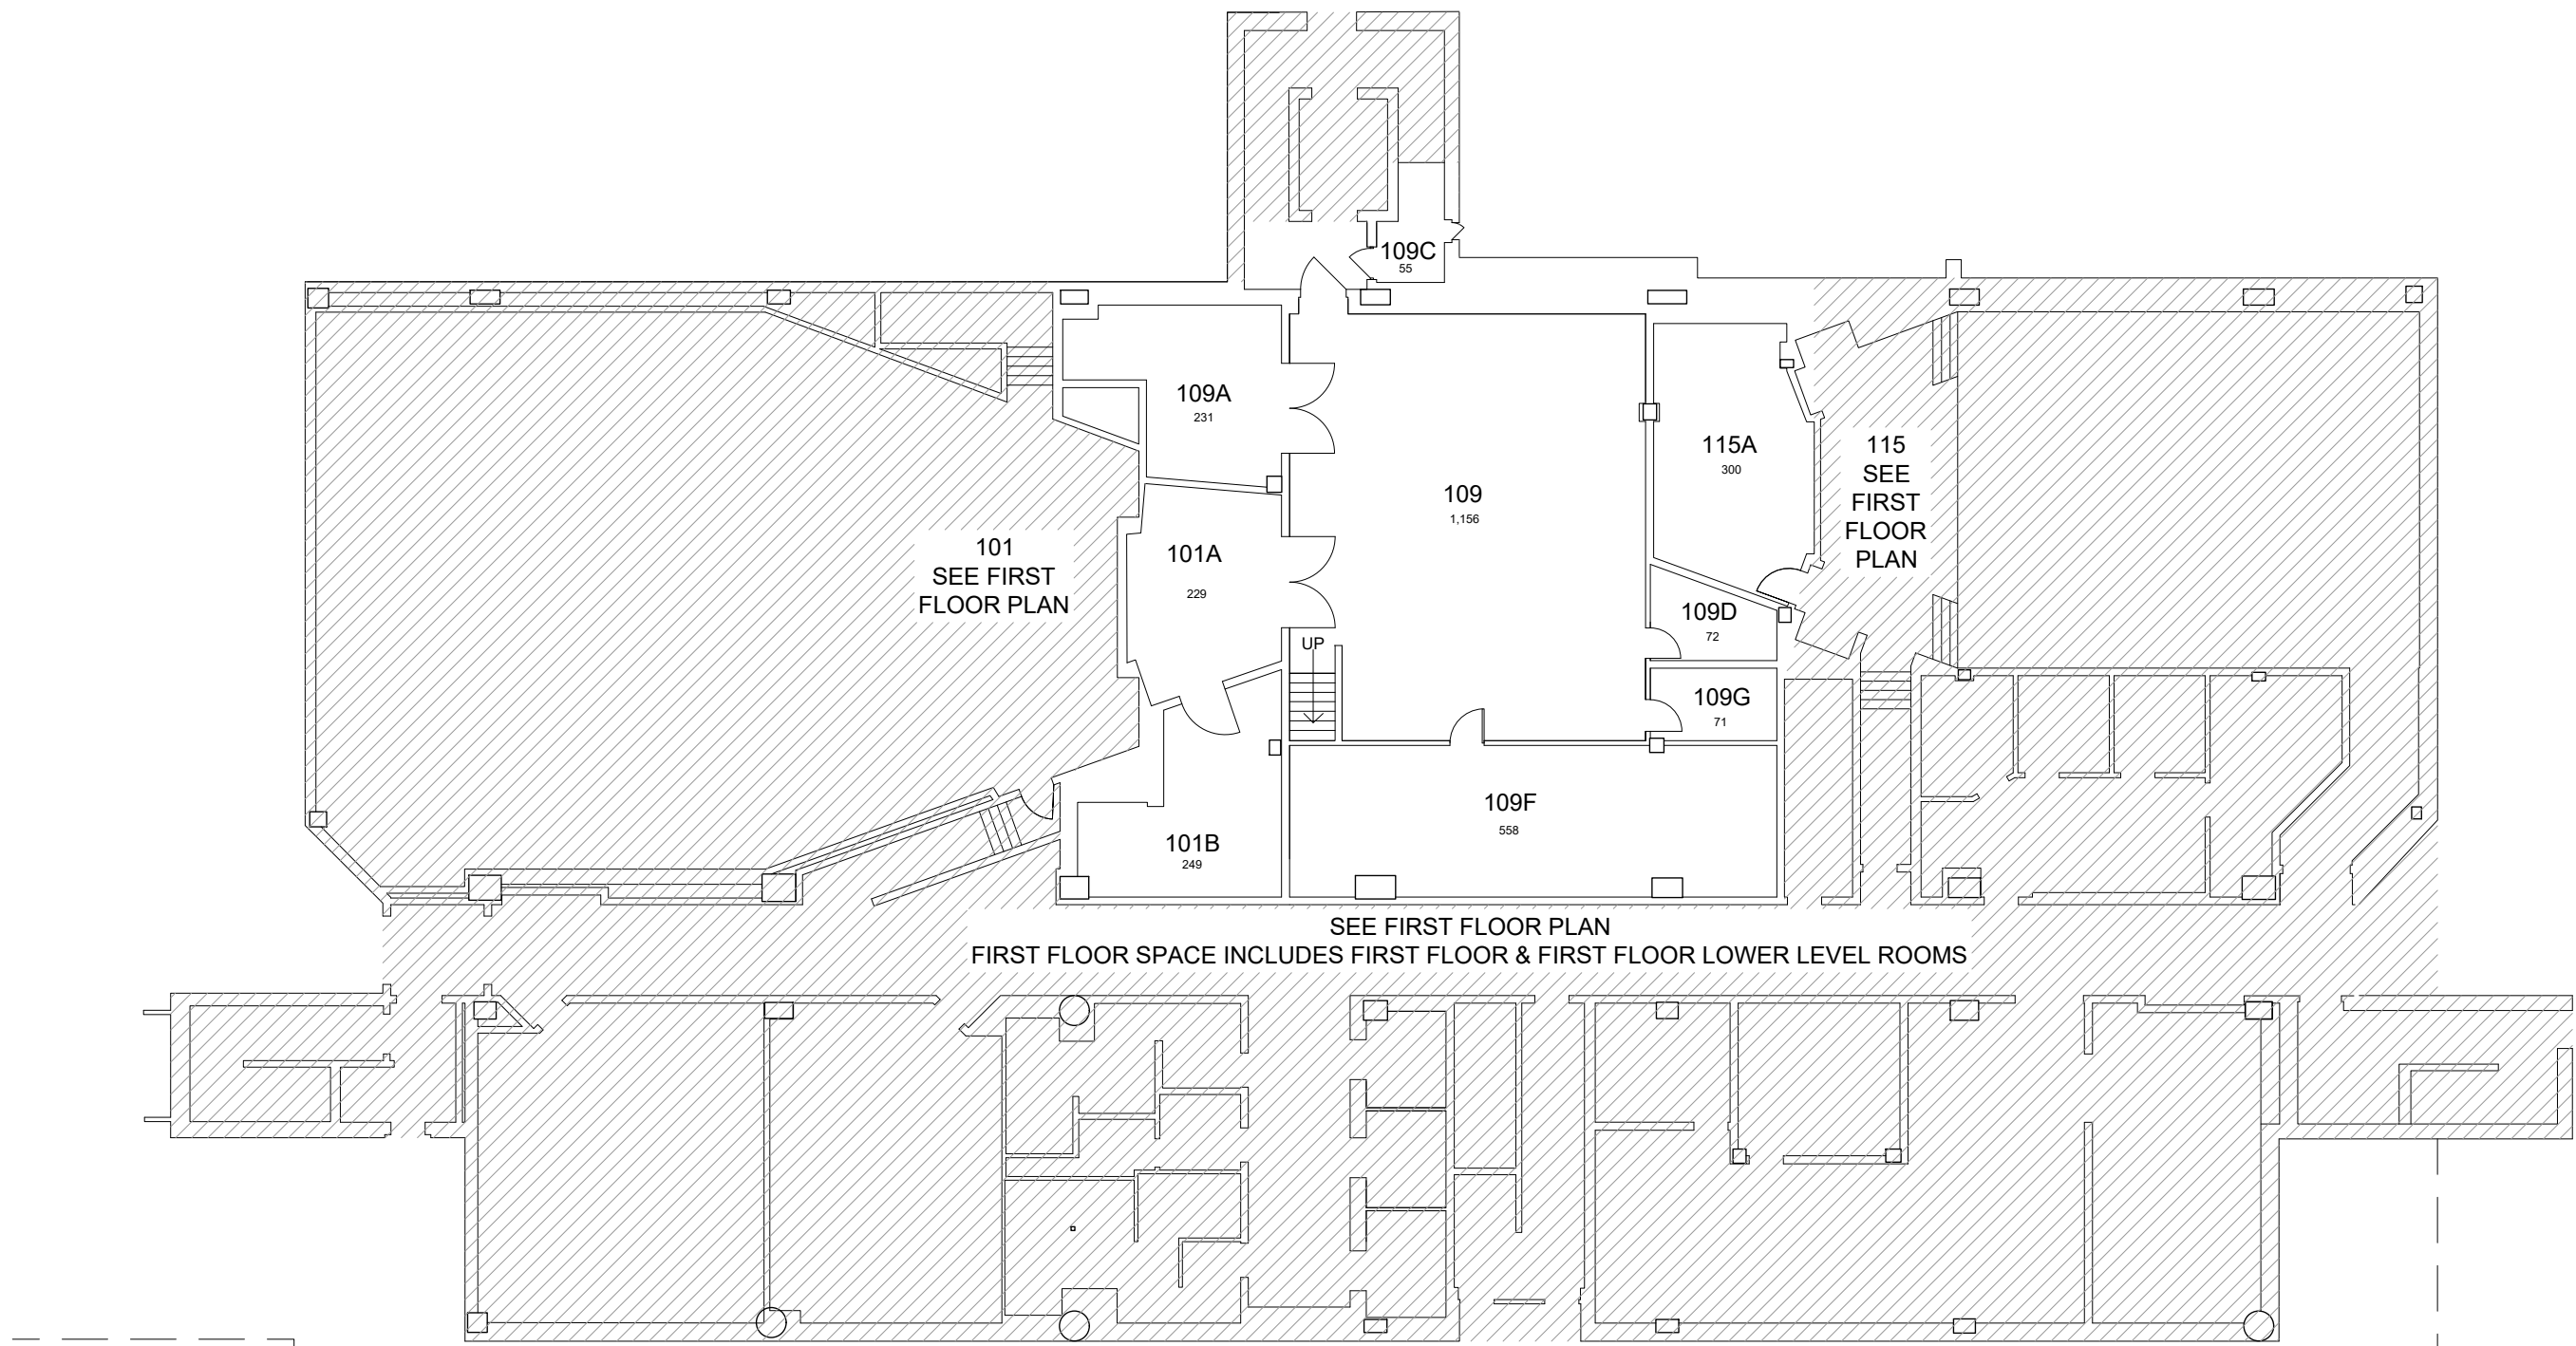 109C
55
109A
231
115A
300
115
SEE
FIRST
FLOOR
PLAN
109
1,156
101
SEE FIRST
FLOOR PLAN
101A
229
109D
72
UP
109G
71
109F
558
101B
249
SEE FIRST FLOOR PLAN
FIRST FLOOR SPACE INCLUDES FIRST FLOOR & FIRST FLOOR LOWER LEVEL ROOMS